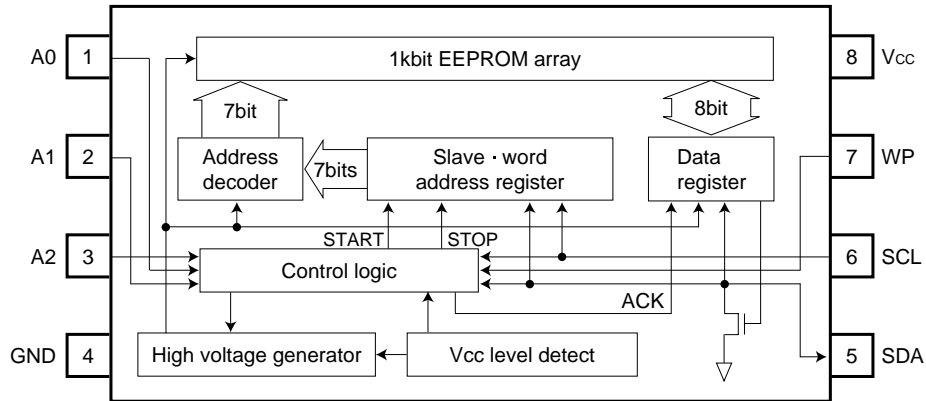 1kbit EEPROM array
A0 1
8 Vcc
7bit
8bit
A1 2
7 WP
Address
decoder
7bits
Slave · word
address register
Data
register
START
STOP
A2 3
6 SCL
Control logic
ACK
GND 4
High voltage generator
Vcc level detect
5 SDA